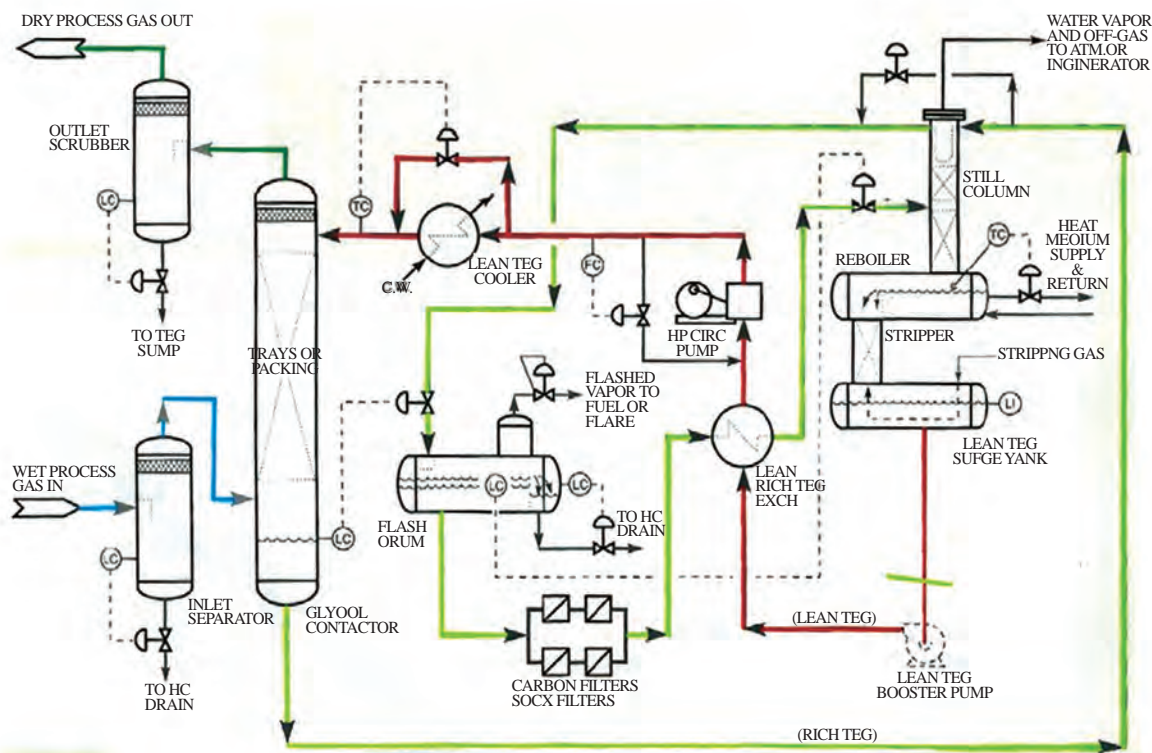 DRY PROCESS GAS OUT
WATER VAPOR
AND OFF-GAS
TO ATM.OR
INGINERATOR
OUTLET
SCRUBBER
LC
TO TEG
SUMP
TC
LEAN TEG
COOLER
C.W.
FC
HP CIRC
PUMP
STILL
COLUMN
TC
HEAT
MEOIUM
SUPPLY
&
RETURN
REBOILER
STRIPPER
STRIPPNG GAS
LI
LEAN TEG
SUFGE YANK
TRAYS OR
PACKING
FLASHED
VAPOR TO
FUEL OR
FLARE
WET PROCESS
GAS IN
LC
INLET
SEPARATOR
TO HC
DRAIN
LC
GLYOOL
CONTACTOR
LC
LC
FLASH
ORUM
TO HC
DRAIN
LEAN
RICH TEG
EXCH
CARBON FILTERS
SOCX FILTERS
(LEAN TEG)
LEAN TEG
BOOSTER PUMP
(RICH TEG)